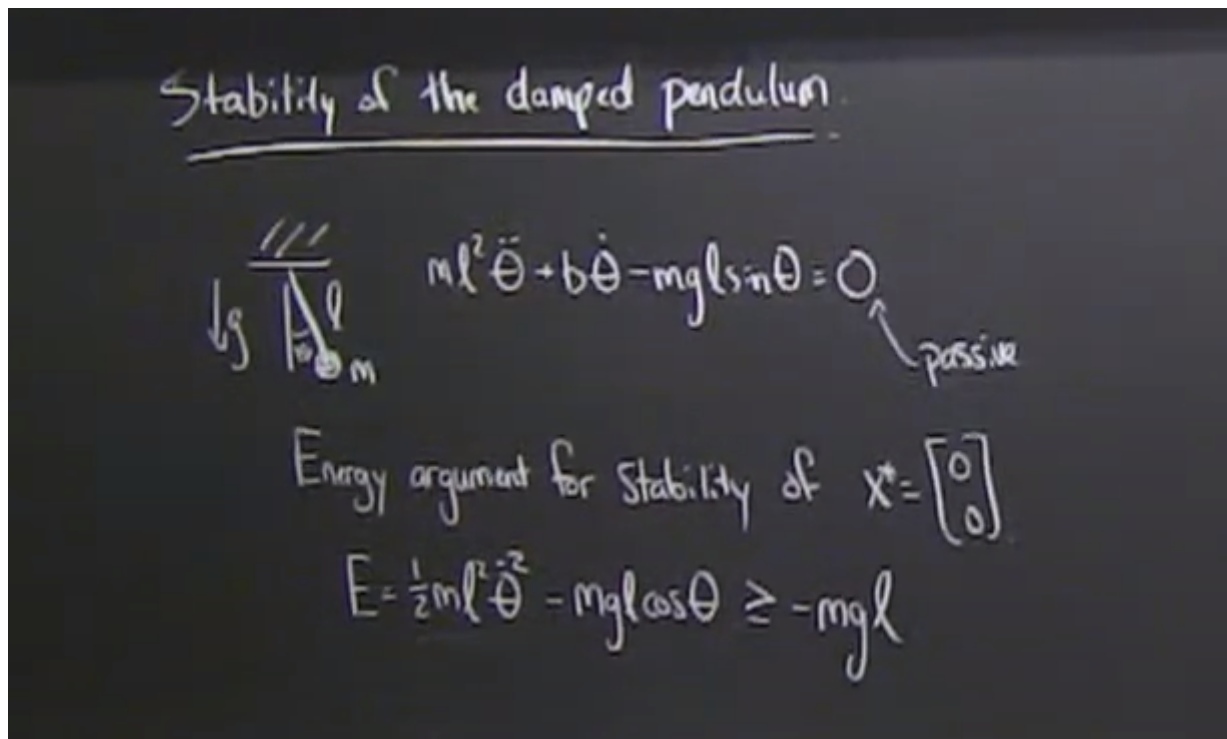 Stability of the damped pendulum.
ml² θ̈ + bθ̇ - mgl sinθ = 0
g l
m
passive
Energy argument for Stability of x* = [0 0]
E = ½ml²θ̈² - mgl cosθ ≥ -mgl